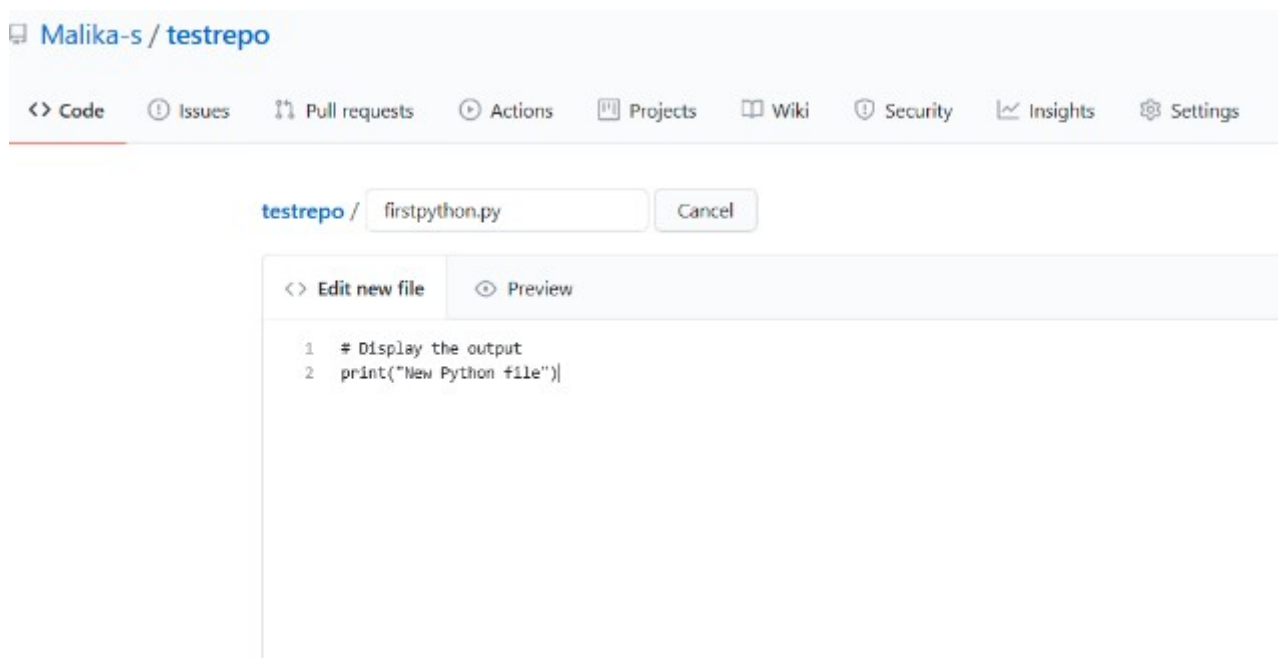 Malika-s / testrepo
Code Issues Pull requests Actions Projects Wiki Security Insights Settings
testrepo / firstpython.py Cancel
Edit new file Preview
1 # Display the output
2 print("New Python file")